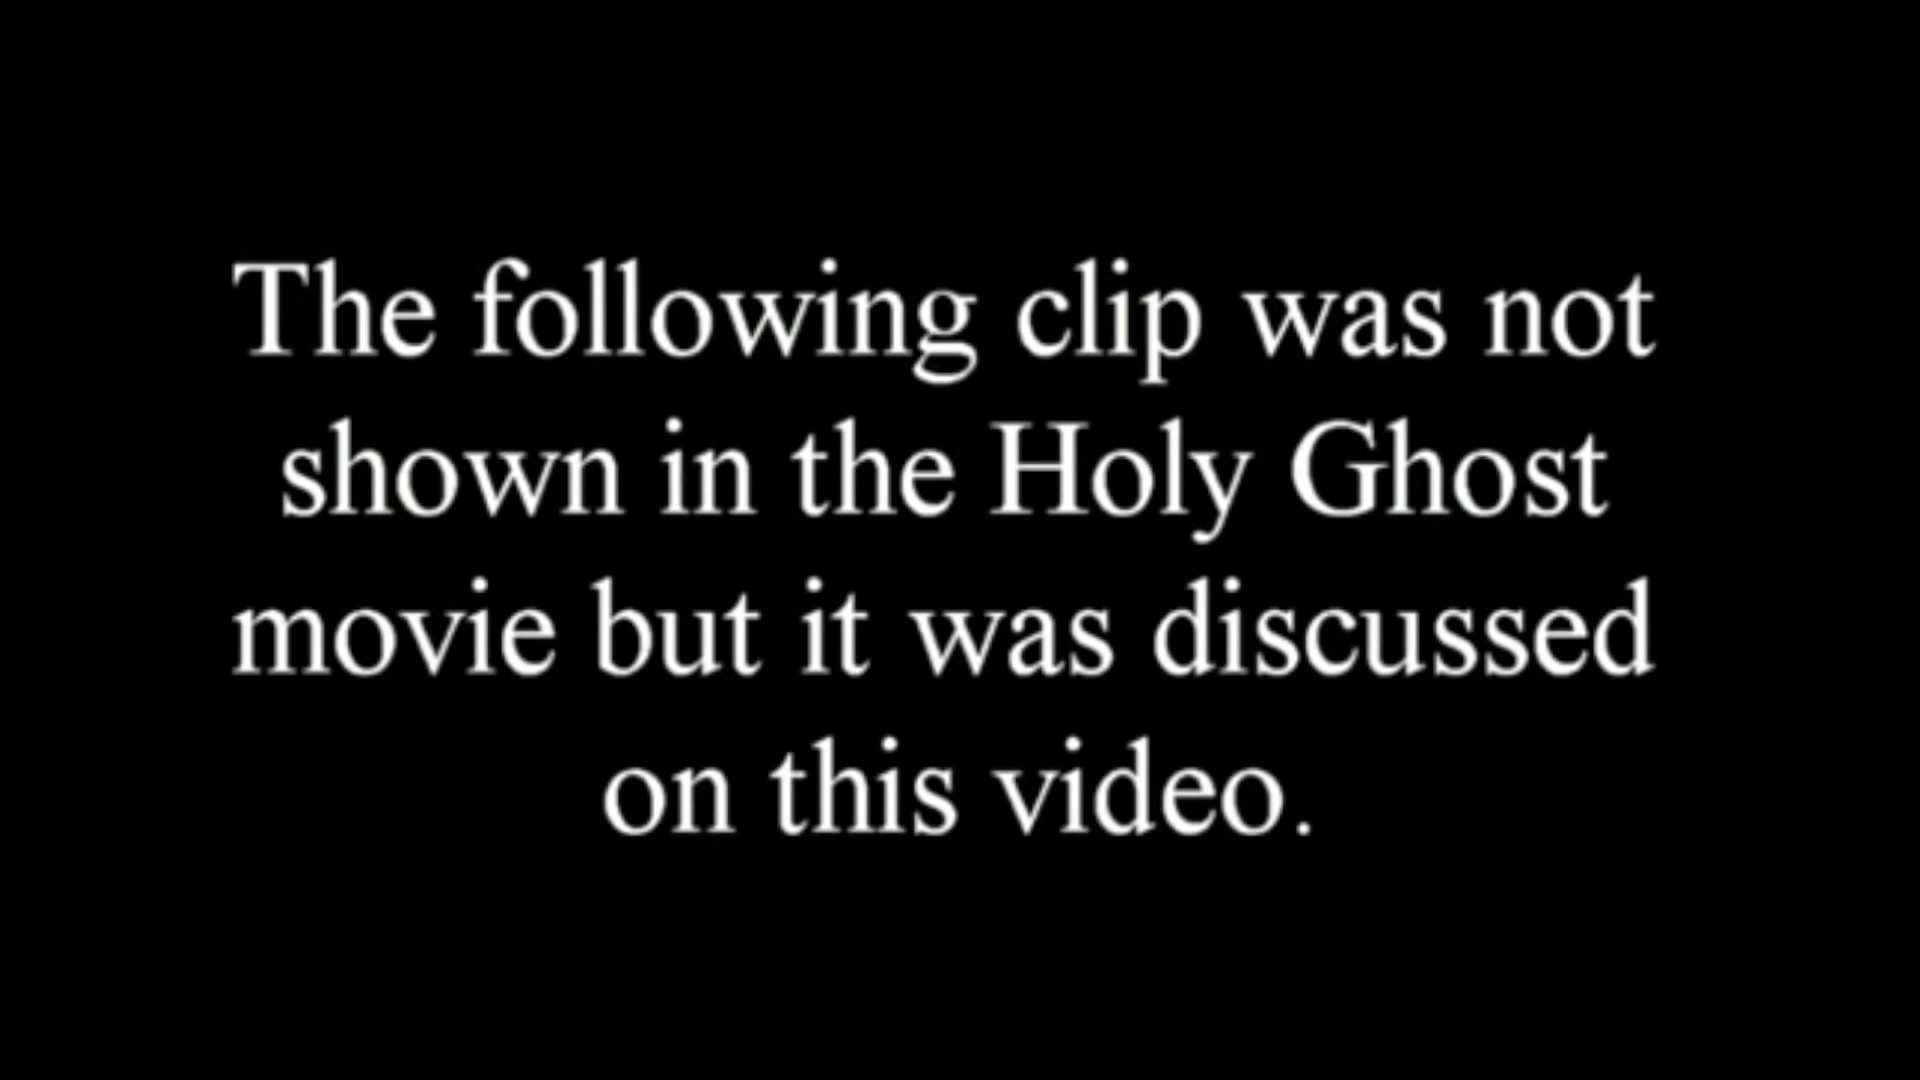 The following clip was not
shown in the Holy Ghost
movie but it was discussed
on this video.